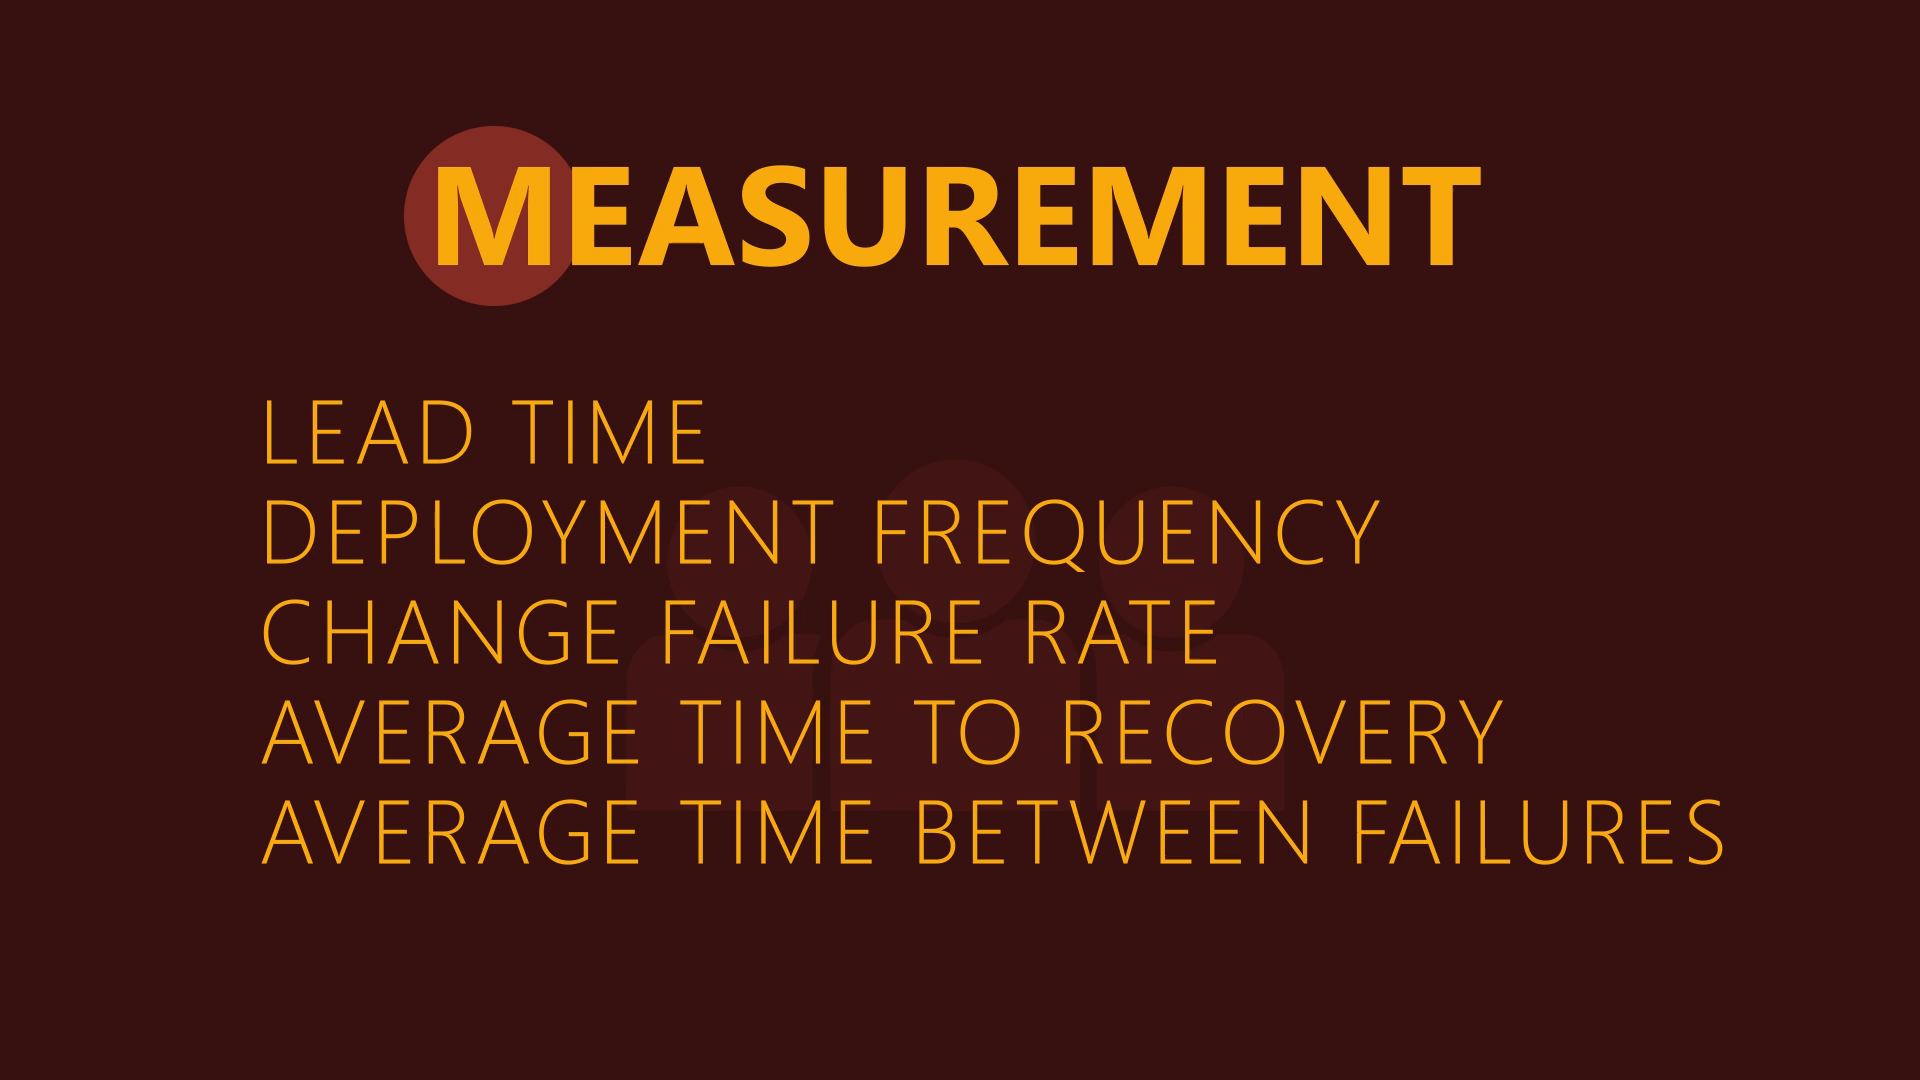 MEASUREMENT
LEAD TIME
DEPLOYMENT FREQUENCY
CHANGE FAILURE RATE
AVERAGE TIME TO RECOVERY
AVERAGE TIME BETWEEN FAILURES